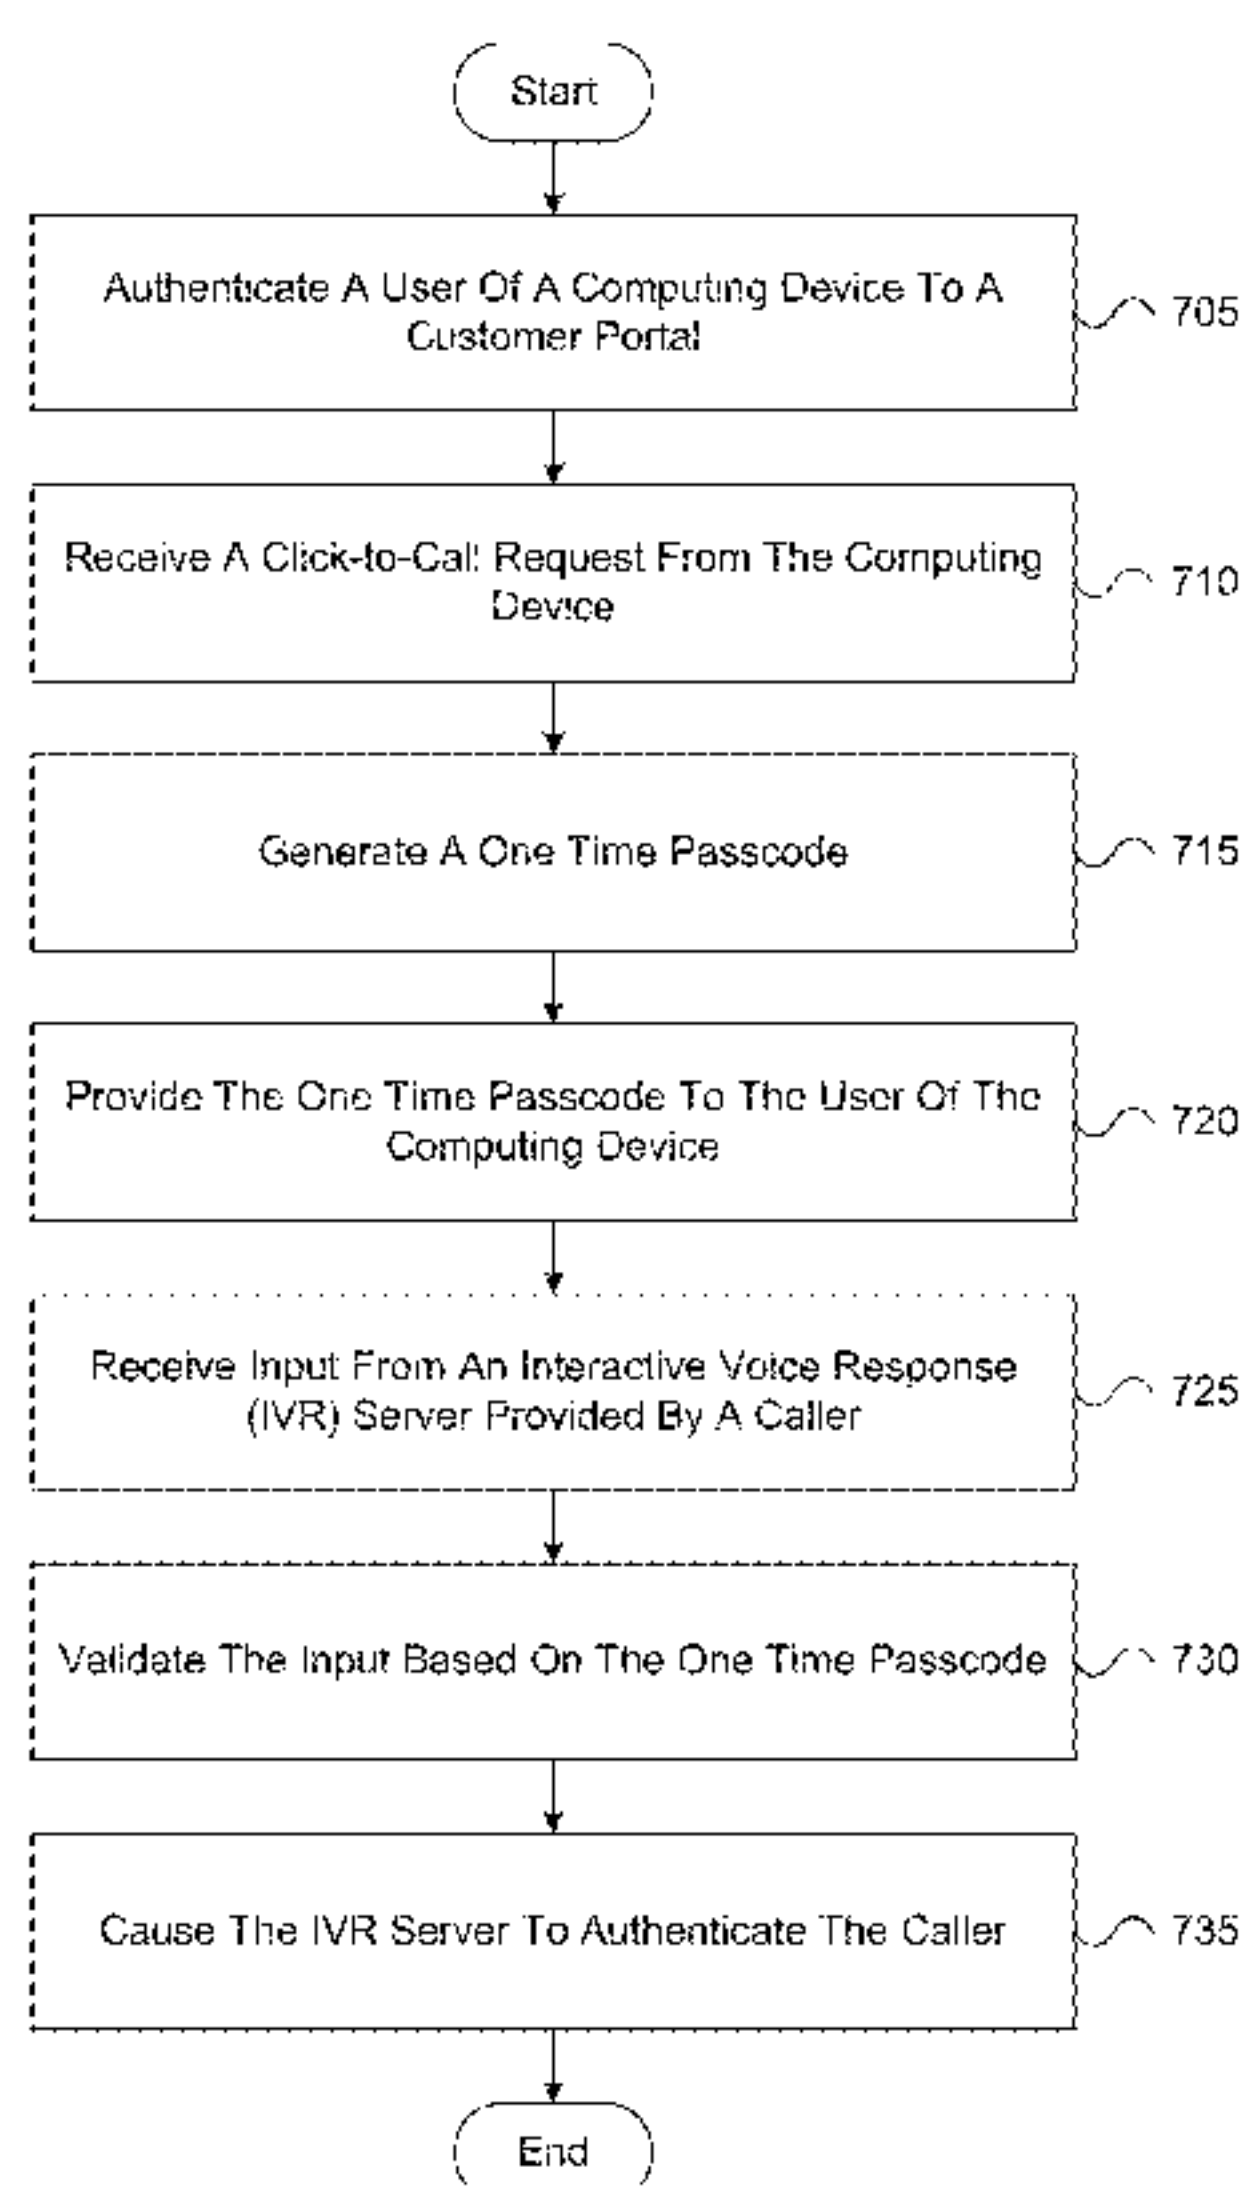 Start
Authenticate A User Of A Computing Device To A
Customer Portal
705
Receive A Click-to-Call Request From The Computing
Device
710
Generate A One Time Passcode
715
Provide The One Time Passcode To The User Of The
Computing Device
720
Receive Input From An Interactive Voice Response
(IVR) Server Provided By A Caller
725
Validate The Input Based On The One Time Passcode
730
Cause The IVR Server To Authenticate The Caller
735
End